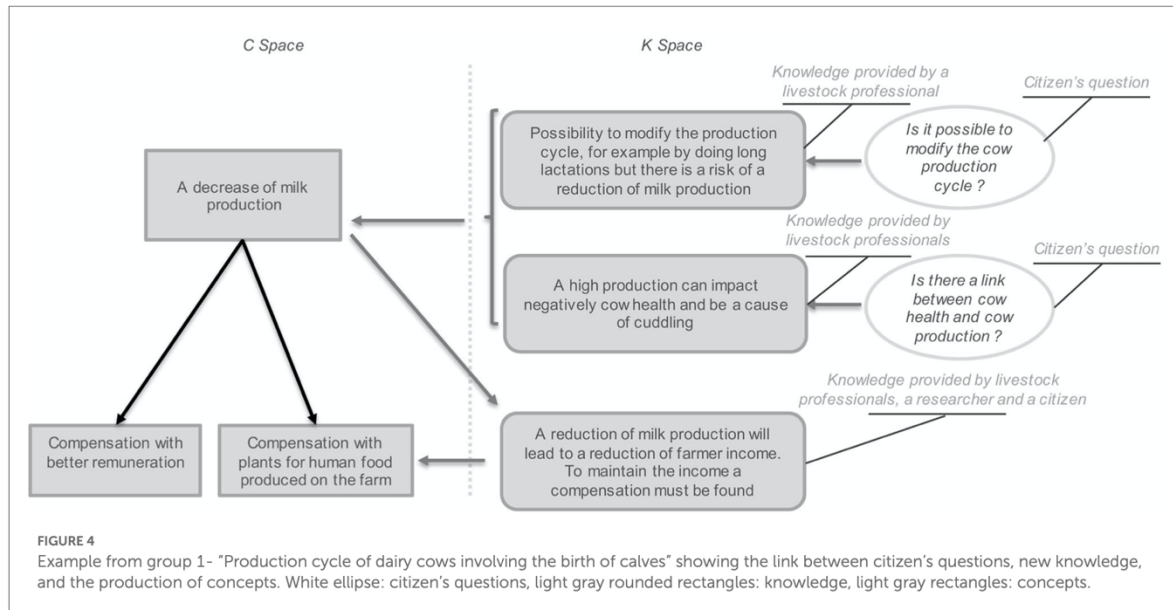 C Space
K Space
Knowledge provided by a
livestock professional
Citizen's question
Possibility to modify the production
cycle, for example by doing long
lactations but there is a risk of a
reduction of milk production
Is it possible to
modify the cow
production
cycle ?
A decrease of milk
production
Knowledge provided by
livestock professionals
Citizen's question
A high production can impact
negatively cow health and be a cause
of cuddling
Is there a link
between cow
health and cow
production ?
Knowledge provided by livestock
professionals, a researcher and a citizen
Compensation with
better remuneration
Compensation with
plants for human food
produced on the farm
A reduction of milk production will
lead to a reduction of farmer income.
To maintain the income a
compensation must be found
FIGURE 4
Example from group 1- "Production cycle of dairy cows involving the birth of calves" showing the link between citizen's questions, new knowledge,
and the production of concepts. White ellipse: citizen's questions, light gray rounded rectangles: knowledge, light gray rectangles: concepts.